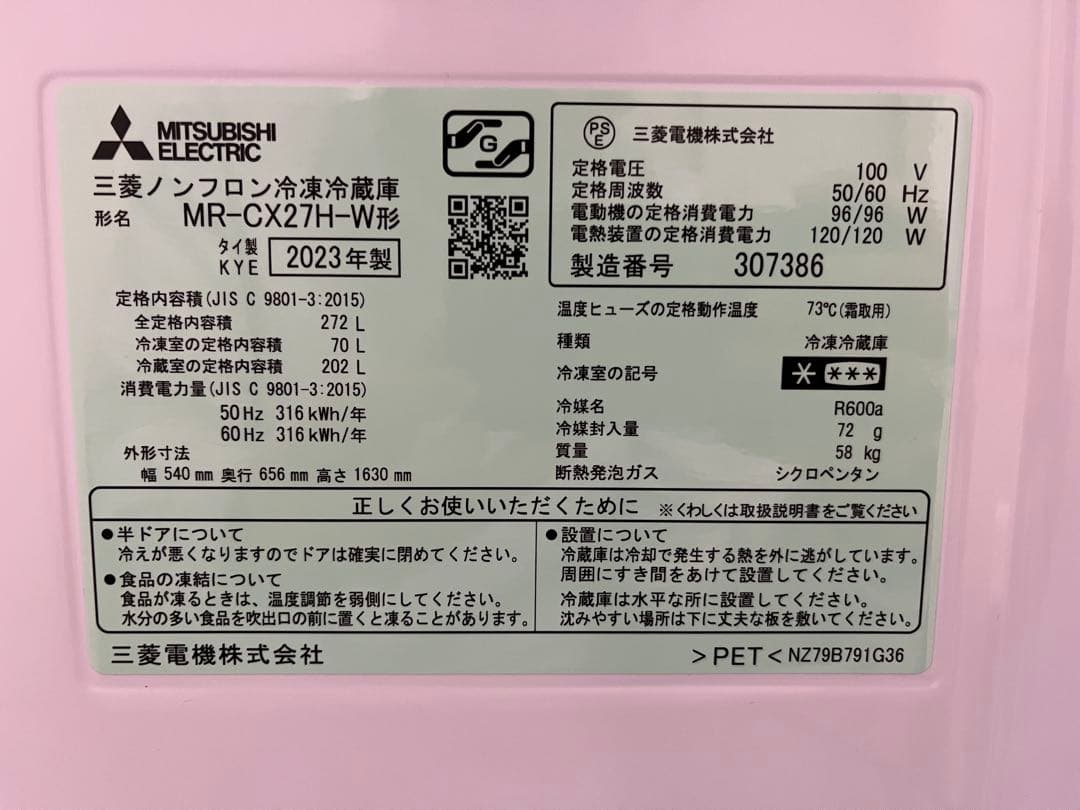 MITSUBISHI
ELECTRIC
三菱ノンフロン冷凍冷蔵庫
形名 MR-CX27H-W形
タイ製
KYE 2023年製
G
定格内容積(JIS C 9801-3:2015)
全定格内容積 272 L
冷凍室の定格内容積 70 L
冷蔵室の定格内容積 202 L
消費電力量(JIS C 9801-3:2015)
50Hz 316kWh/年
60Hz 316kWh/年
外形寸法
幅 540mm 奥行 656mm 高さ 1630mm
PSE 三菱電機株式会社
定格電圧 100 V
定格周波数 50/60 Hz
電動機の定格消費電力 96/96 W
電熱装置の定格消費電力 120/120 W
製造番号 307386
温度ヒューズの定格動作温度 73℃(霜取用)
種類 冷凍冷蔵庫
冷凍室の記号 * ***
冷媒名 R600a
冷媒封入量 72 g
質量 58 kg
断熱発泡ガス シクロペンタン
正しくお使いいただくために ※くわしくは取扱説明書をご覧ください
●半ドアについて
冷えが悪くなりますのでドアは確実に閉めてください。
●食品の凍結について
食品が凍るときは、温度調節を弱側にしてください。
水分の多い食品を吹出口の前に置くと凍ることがあります。
●設置について
冷蔵庫は冷却で発生する熱を外に逃がしています。
周囲にすき間をあけて設置してください。
冷蔵庫は水平な所に設置してください。
沈みやすい場所は下に丈夫な板を敷いてください。
三菱電機株式会社
>PET< NZ79B791G36